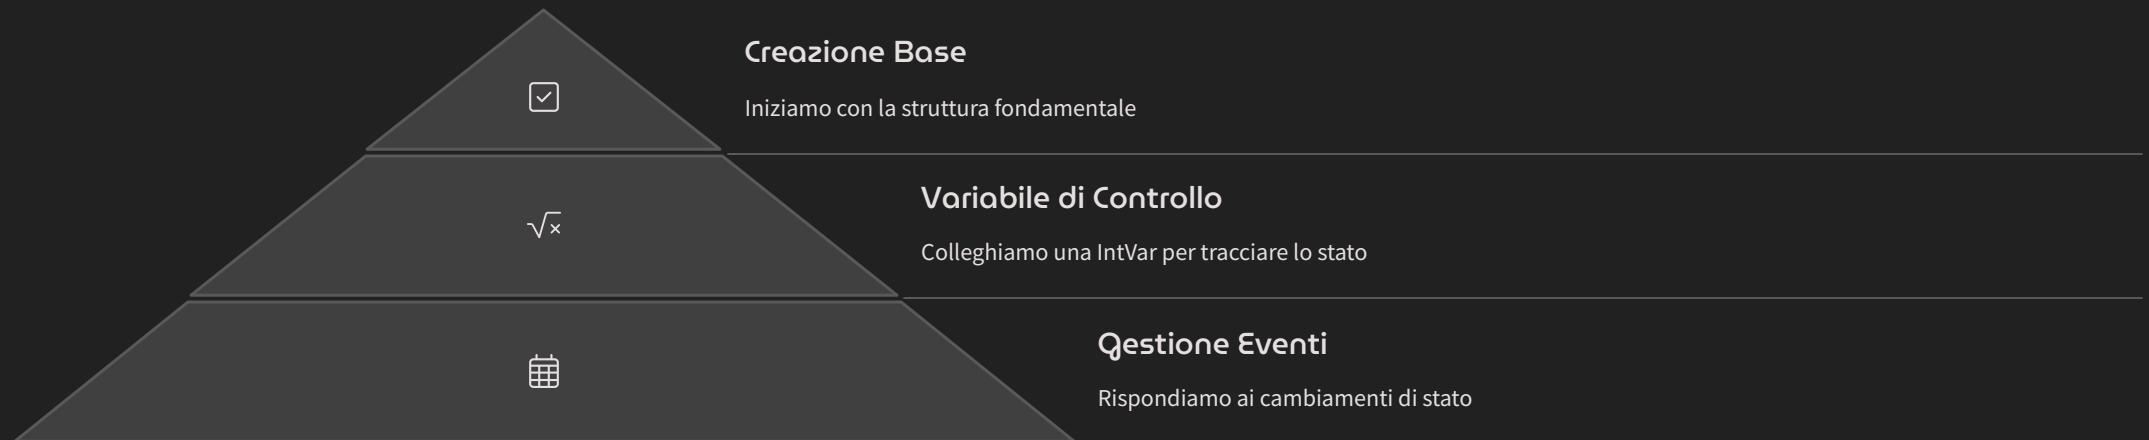 Creazione Base
Iniziamo con la struttura fondamentale
Variabile di Controllo
Colleghiamo una IntVar per tracciare lo stato
Gestione Eventi
Rispondiamo ai cambiamenti di stato